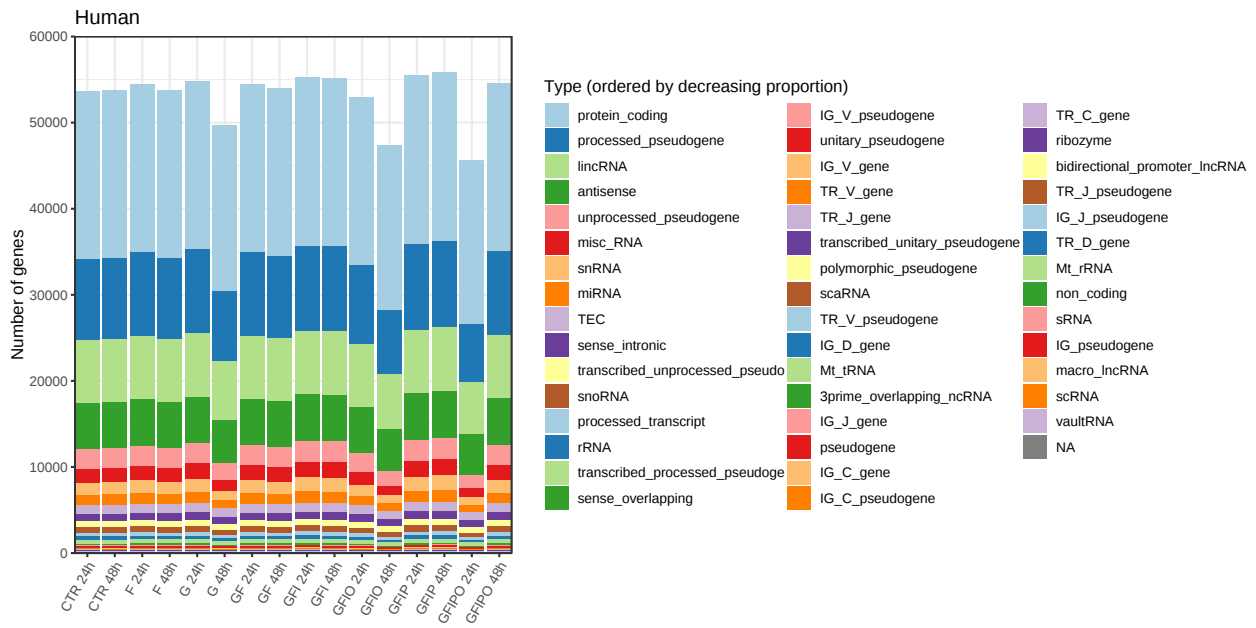 Human
60000
50000
40000
30000
20000
10000
0
Number of genes
CTR 24h
CTR 48h
F 24h
F 48h
G 24h
G 48h
GF 24h
GF 48h
GFI 24h
GFI 48h
GFIO 24h
GFIO 48h
GFIP 24h
GFIP 48h
GFIPO 24h
GFIPO 48h
Type (ordered by decreasing proportion)
protein_coding
processed_pseudogene
lincRNA
antisense
unprocessed_pseudogene
misc_RNA
snRNA
miRNA
TEC
sense_intronic
transcribed_unprocessed_pseudo
snoRNA
processed_transcript
rRNA
transcribed_processed_pseudoge
sense_overlapping
IG_V_pseudogene
unitary_pseudogene
IG_V_gene
TR_V_gene
TR_J_gene
transcribed_unitary_pseudogene
polymorphic_pseudogene
scaRNA
TR_V_pseudogene
IG_D_gene
Mt_tRNA
3prime_overlapping_ncRNA
IG_J_gene
pseudogene
IG_C_gene
IG_C_pseudogene
TR_C_gene
ribozyme
bidirectional_promoter_lncRNA
TR_J_pseudogene
IG_J_pseudogene
TR_D_gene
Mt_rRNA
non_coding
sRNA
IG_pseudogene
macro_lncRNA
scRNA
vaultRNA
NA